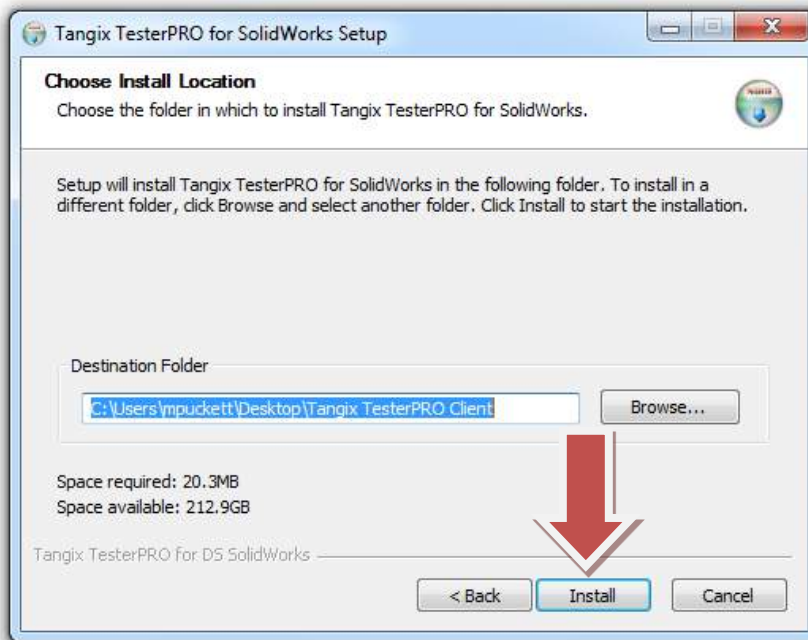 Tangix TesterPRO for SolidWorks Setup
Choose Install Location
Choose the folder in which to install Tangix TesterPRO for SolidWorks.
Setup will install Tangix TesterPRO for SolidWorks in the following folder. To install in a
different folder, click Browse and select another folder. Click Install to start the installation.
Destination Folder
C:\Users\mpuckett\Desktop\Tangix TesterPRO Client
Browse...
Space required: 20.3MB
Space available: 212.9GB
Tangix TesterPRO for DS SolidWorks
< Back Install Cancel